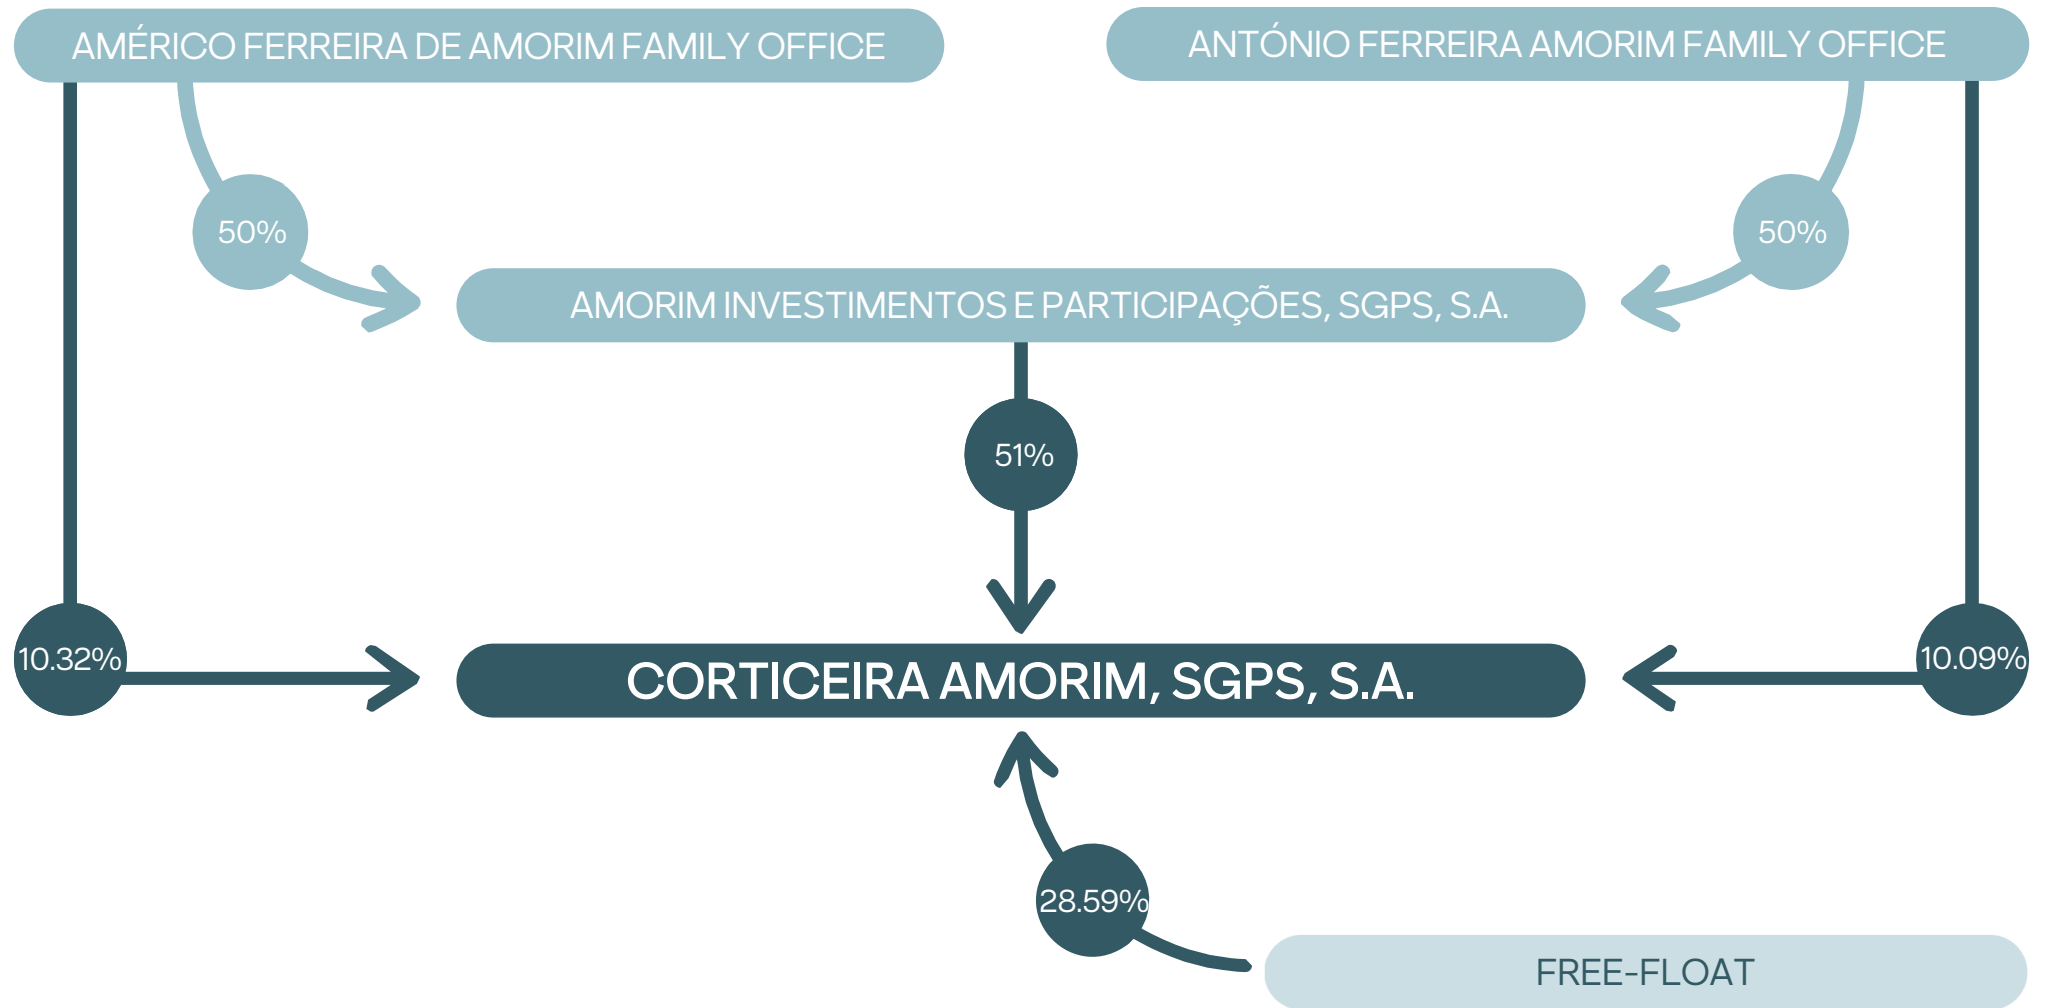 AMÉRICO FERREIRA DE AMORIM FAMILY OFFICE
ANTÓNIO FERREIRA AMORIM FAMILY OFFICE
50%
50%
AMORIM INVESTIMENTOS E PARTICIPAÇÕES, SGPS, S.A.
51%
10.32%
10.09%
CORTICEIRA AMORIM, SGPS, S.A.
28.59%
FREE-FLOAT